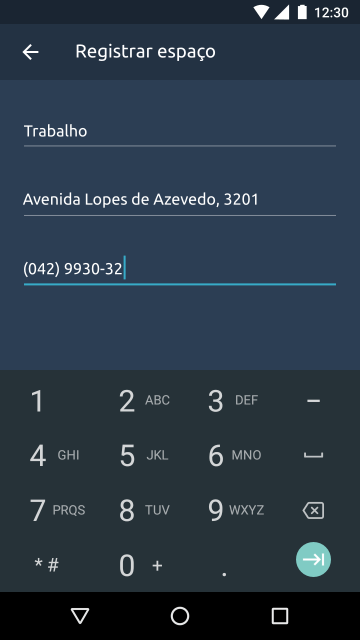 12:30
Registrar espaço
Trabalho
Avenida Lopes de Azevedo, 3201
(042) 9930-32
1 2 ABC 3 DEF –
4 GHI 5 JKL 6 MNO
7 PRQS 8 TUV 9 WXYZ
* # 0 + .